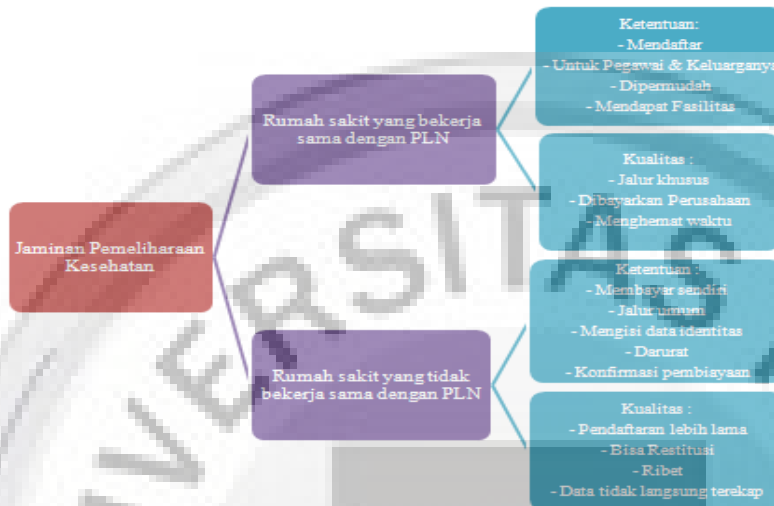 Jaminan Pemeliharaan
Kesehatan
Rumah sakit yang bekerja
sama dengan PLN
Ketentuan:
- Mendaftar
- Untuk Pegawai & Keluarganya
- Dipermudah
- Mendapat Fasilitas
Kualitas :
- Jalur khusus
- Dibayarkan Perusahaan
- Menghemat waktu
Rumah sakit yang tidak
bekerja sama dengan PLN
Ketentuan :
- Membayar sendiri
- Jalur umum
- Mengisi data identitas
- Darurat
- Konfirmasi pembiayaan
Kualitas :
- Pendaftaran lebih lama
- Bisa Restitusi
- Ribet
- Data tidak langsung terekap
VERSITAS